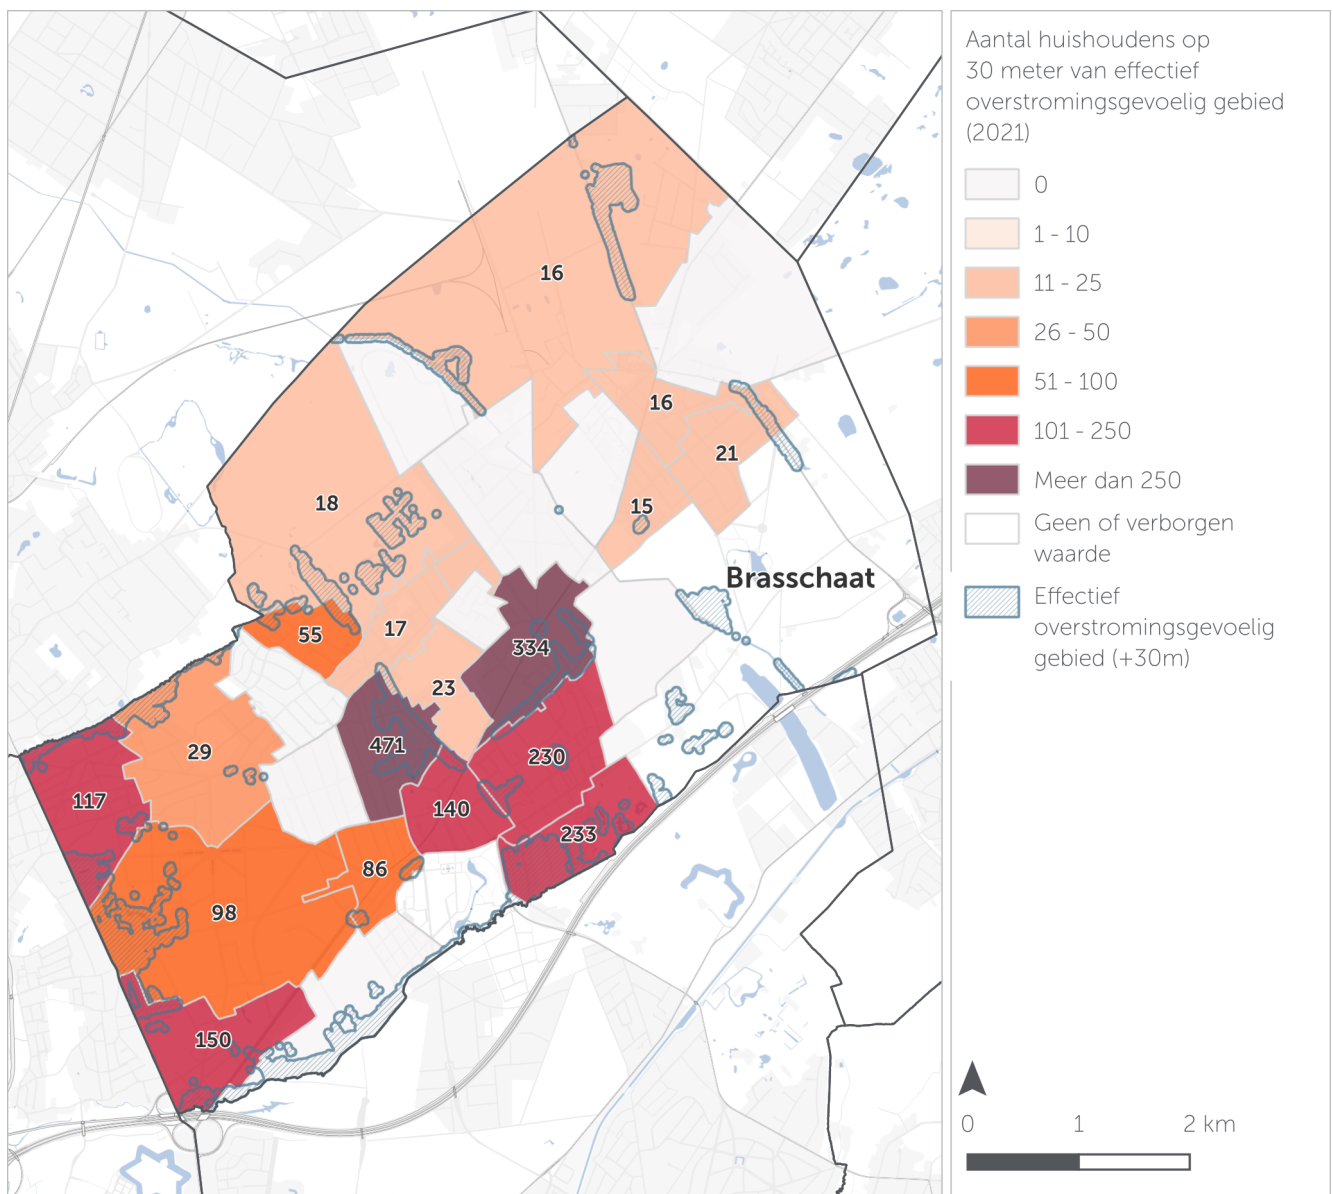 16
16
21
18
15
Brasschaat
55
17
334
23
29
471
230
117
140
233
86
98
150
Aantal huishoudens op
30 meter van effectief
overstromingsgevoelig gebied
(2021)
0
1 - 10
11 - 25
26 - 50
51 - 100
101 - 250
Meer dan 250
Geen of verborgen
waarde
Effectief
overstromingsgevoelig
gebied (+30m)
0 1 2 km